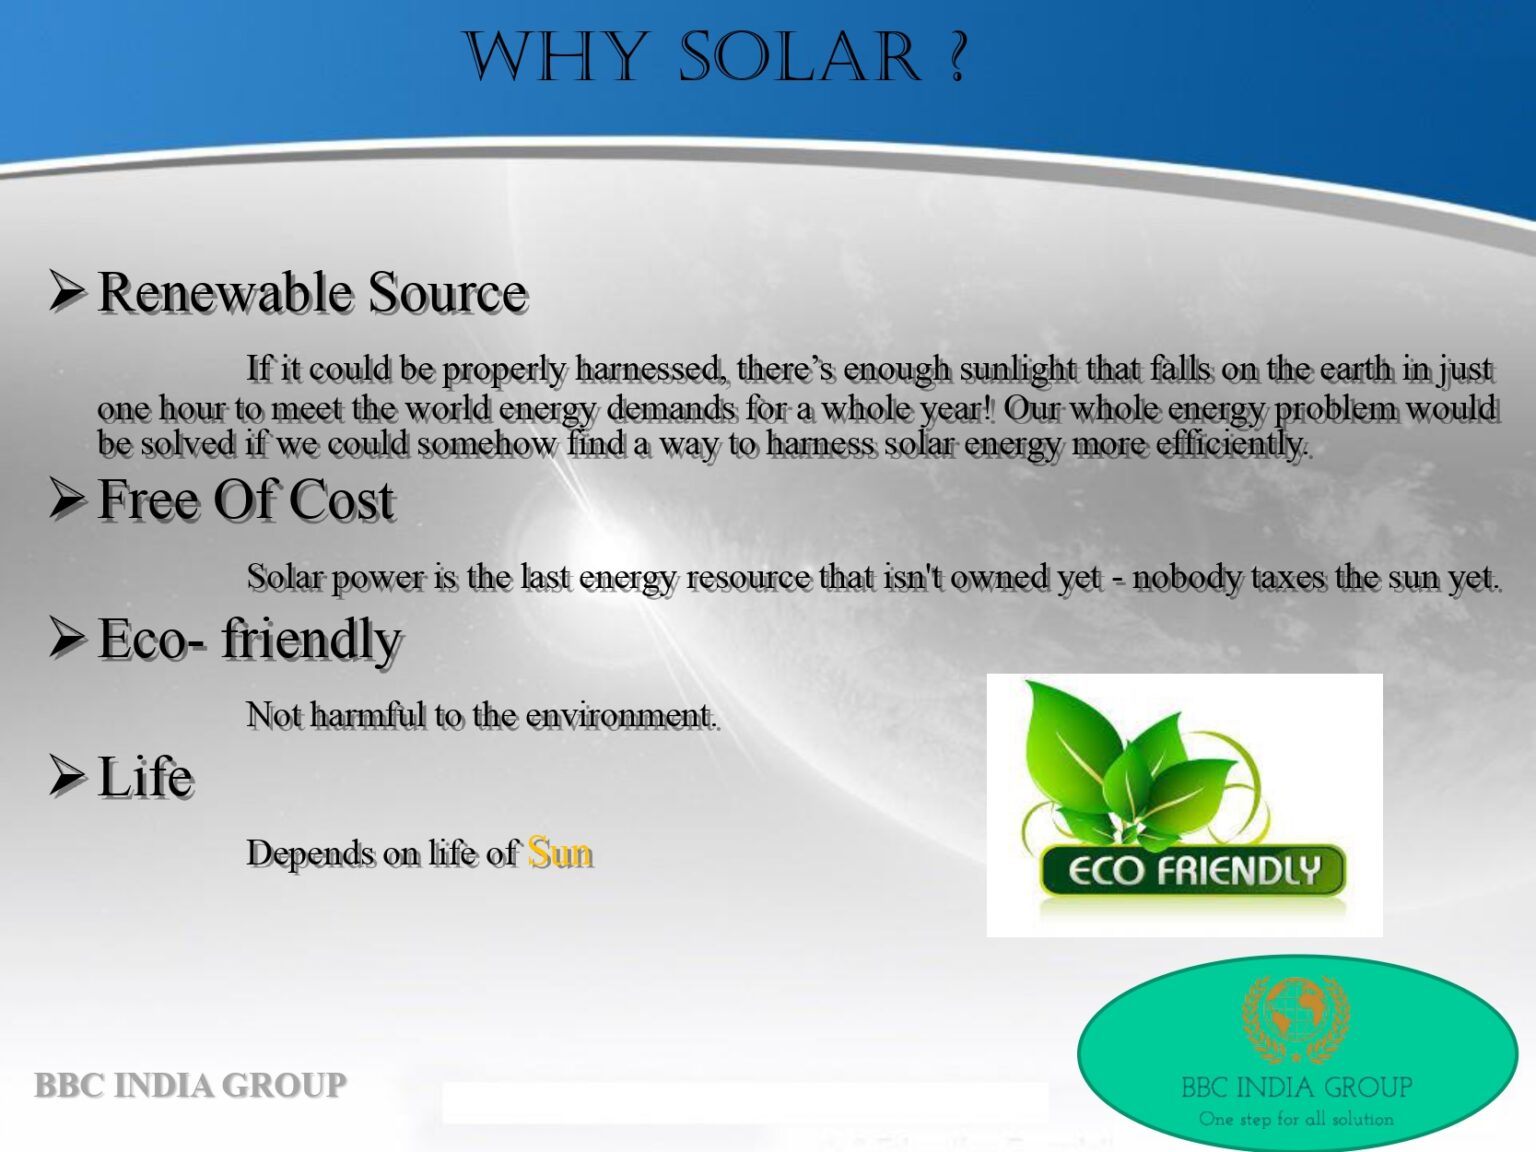 WHY SOLAR ?
➢ Renewable Source
If it could be properly harnessed, there’s enough sunlight that falls on the earth in just
one hour to meet the world energy demands for a whole year! Our whole energy problem would
be solved if we could somehow find a way to harness solar energy more efficiently.
➢ Free Of Cost
Solar power is the last energy resource that isn't owned yet - nobody taxes the sun yet.
➢ Eco- friendly
Not harmful to the environment.
➢ Life
Depends on life of Sun
ECO FRIENDLY
BBC INDIA GROUP
BBC INDIA GROUP
One step for all solution